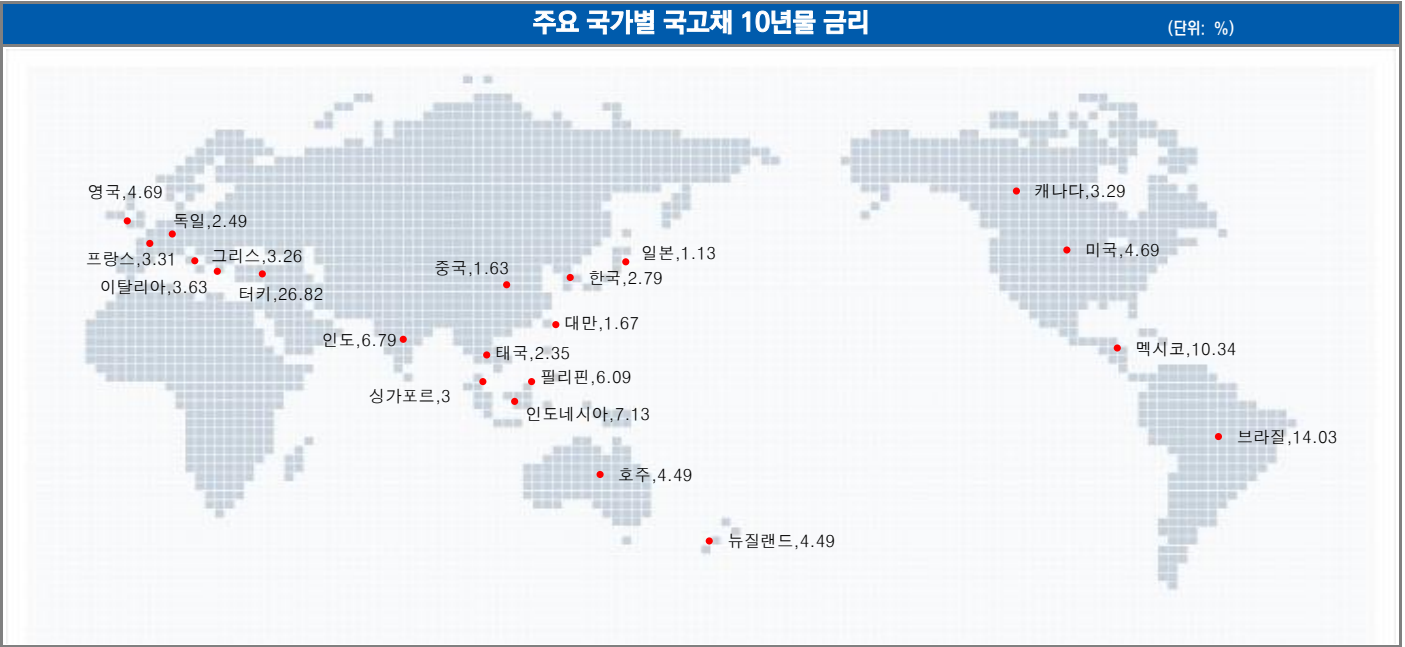 주요 국가별 국고채 10년물 금리
(단위: %)
영국,4.69
캐나다,3.29
독일,2.49
미국,4.69
일본,1.13
그리스,3.26
프랑스,3.31
중국,1.63
한국,2.79
이탈리아,3.63
터키,26.82
대만,1.67
인도,6.79
멕시코,10.34
태국,2.35
필리핀,6.09
싱가포르,3
인도네시아,7.13
브라질,14.03
호주,4.49
뉴질랜드,4.49